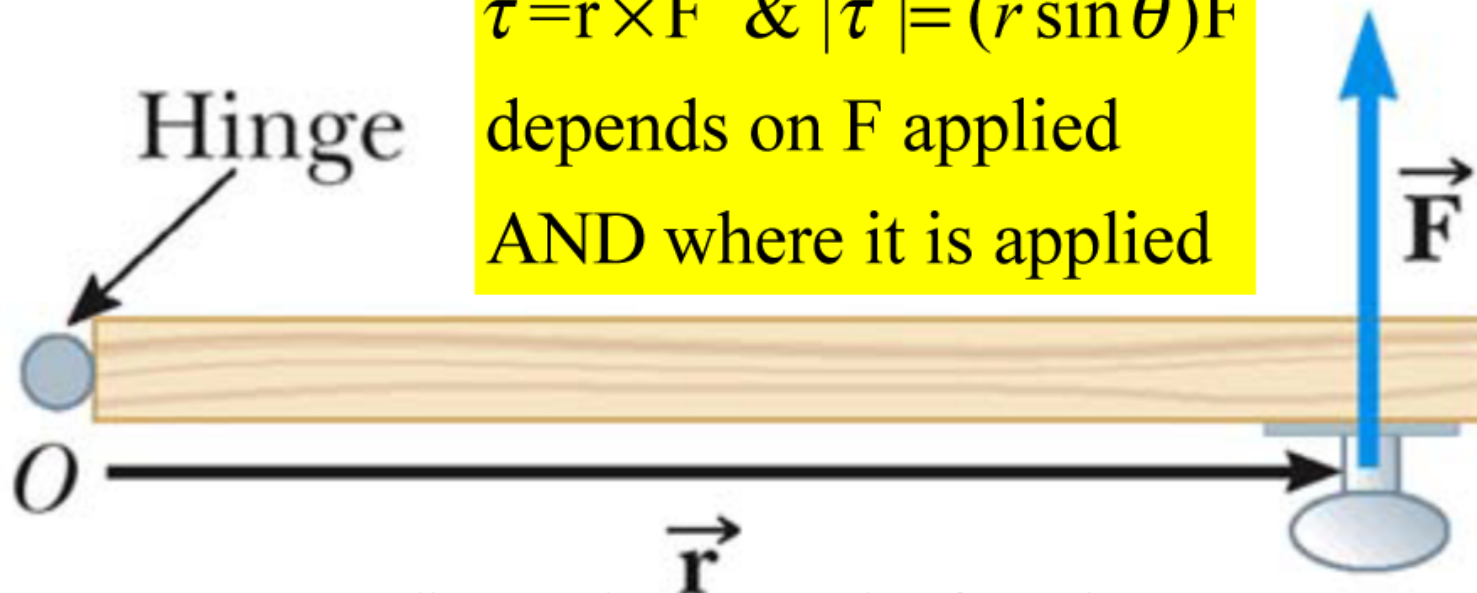 τ=r×F & |τ|=(r sin θ)F
Hinge
depends on F applied
AND where it is applied
F
O
r